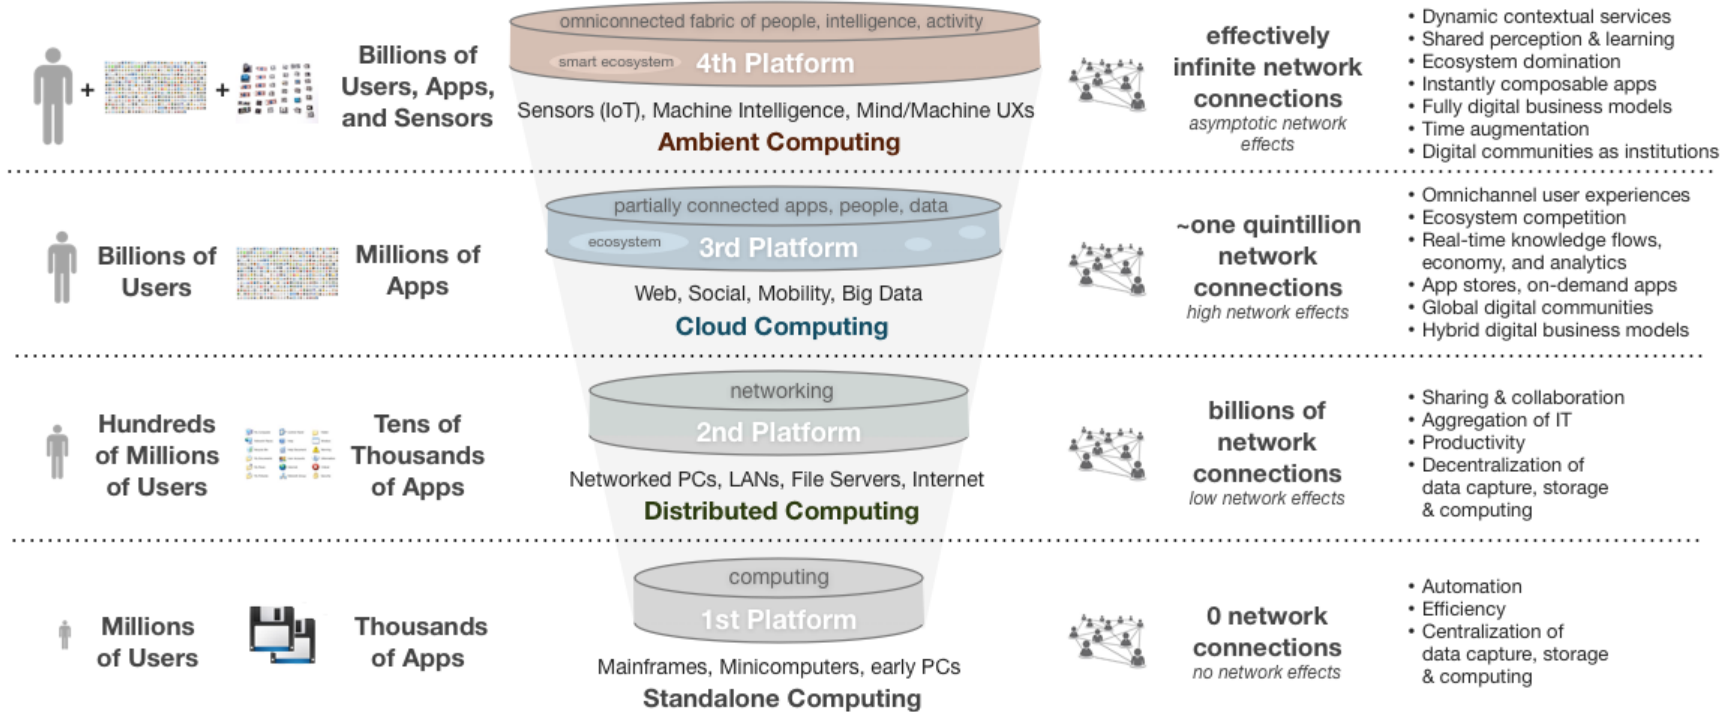 Billions of
Users, Apps,
and Sensors
+
+
omniconnected fabric of people, intelligence, activity
smart ecosystem
4th Platform
Sensors (IoT), Machine Intelligence, Mind/Machine UXs
Ambient Computing
effectively
infinite network
connections
asymptotic network
effects
• Dynamic contextual services
• Shared perception & learning
• Ecosystem domination
• Instantly composable apps
• Fully digital business models
• Time augmentation
• Digital communities as institutions
Billions of
Users
Millions of
Apps
partially connected apps, people, data
ecosystem
3rd Platform
Web, Social, Mobility, Big Data
Cloud Computing
~one quintillion
network
connections
high network effects
• Omnichannel user experiences
• Ecosystem competition
• Real-time knowledge flows,
economy, and analytics
• App stores, on-demand apps
• Global digital communities
• Hybrid digital business models
Hundreds
of Millions
of Users
Tens of
Thousands
of Apps
networking
2nd Platform
Networked PCs, LANs, File Servers, Internet
Distributed Computing
billions of
network
connections
low network effects
• Sharing & collaboration
• Aggregation of IT
• Productivity
• Decentralization of
data capture, storage
& computing
Millions
of Users
Thousands
of Apps
computing
1st Platform
Mainframes, Minicomputers, early PCs
Standalone Computing
0 network
connections
no network effects
• Automation
• Efficiency
• Centralization of
data capture, storage
& computing